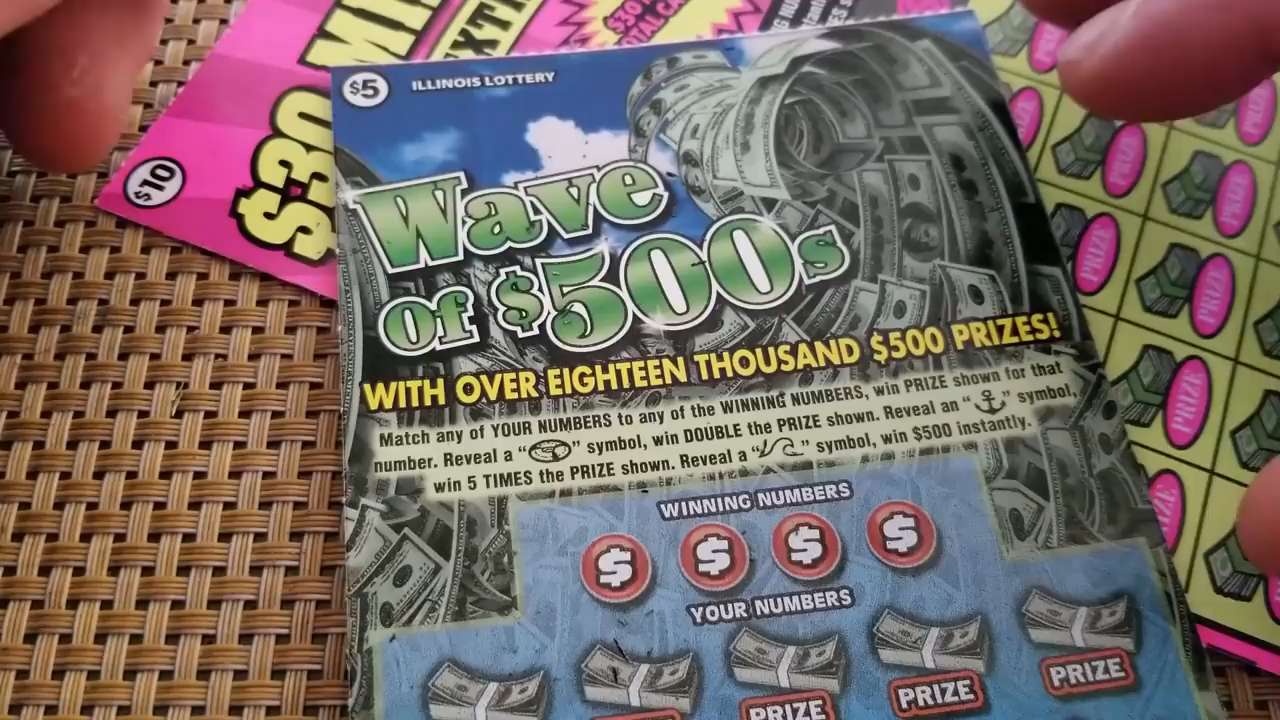 $5 ILLINOIS LOTTERY
Wave
of $500s
WITH OVER EIGHTEEN THOUSAND $500 PRIZES!
Match any of YOUR NUMBERS to any of the WINNING NUMBERS, win PRIZE shown for that
number. Reveal a " " symbol, win DOUBLE the PRIZE shown. Reveal an " " symbol,
win 5 TIMES the PRIZE shown. Reveal a " " symbol, win $500 instantly.
WINNING NUMBERS
$ $ $ $
YOUR NUMBERS
PRIZE PRIZE PRIZE
$10
$30
PRIZE
PRIZE
PRIZE
PRIZE
PRIZE
PRIZE